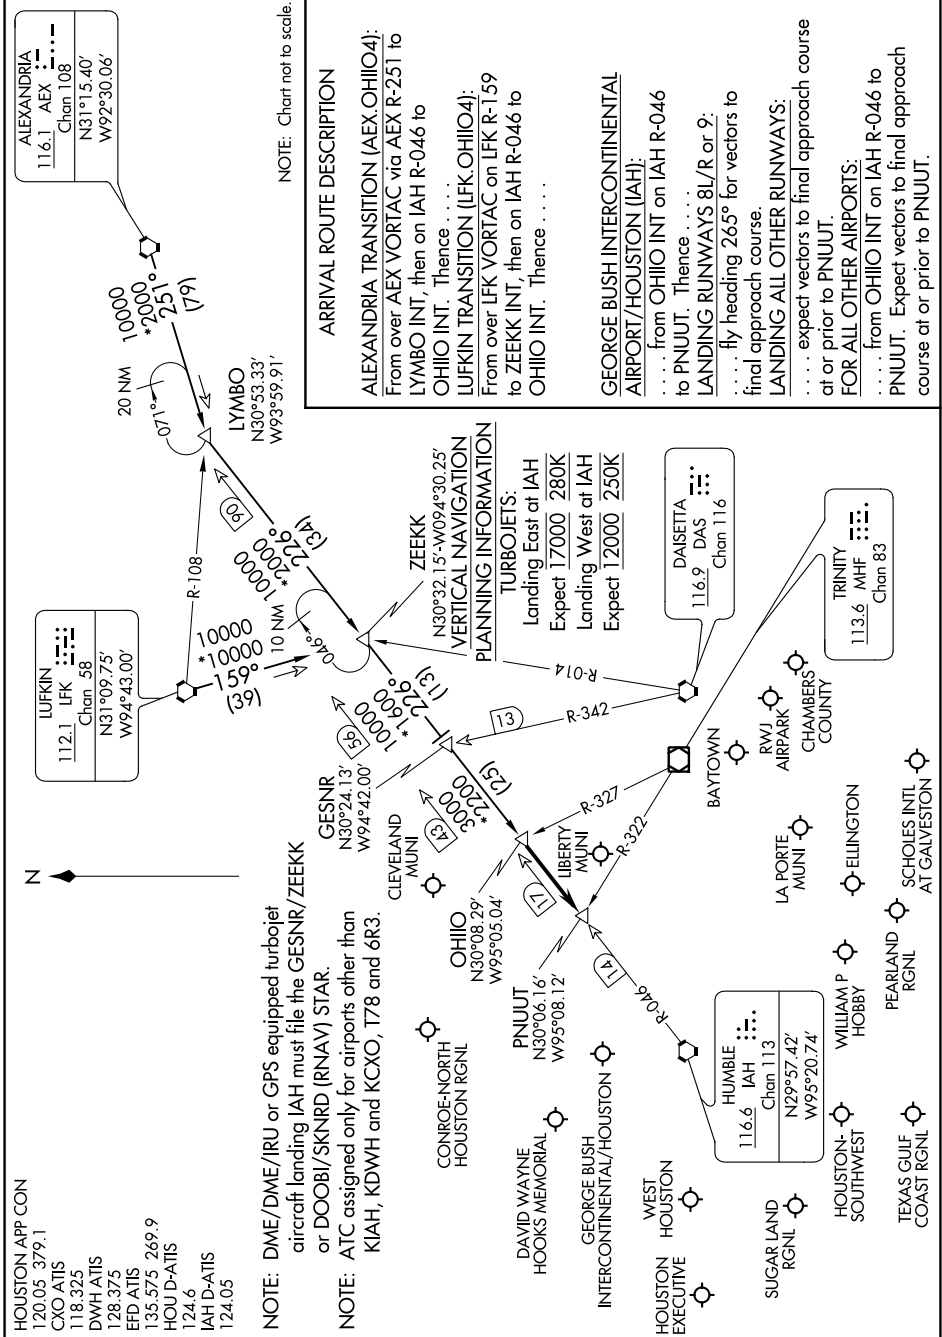 HOUSTON APP CON
120.05 379.1
CXO ATIS
118.325
DWH ATIS
128.375
EFD ATIS
135.575 269.9
HOU D-ATIS
124.6
IAH D-ATIS
124.05
NOTE: DME/DME/IRU or GPS equipped turbojet
aircraft landing IAH must file the GESNR/ZEEKK
or DOOBI/SKNRD (RNAV) STAR.
NOTE: ATC assigned only for airports other than
KIAH, KDWH and KCXO, T78 and 6R3.
N
LUFKIN
112.1 LFK
Chan 58
N31°09.75'
W94°43.00'
ALEXANDRIA
116.1 AEX
Chan 108
N31°15.40'
W92°30.06'
NOTE: Chart not to scale.
10000
*2000
251°
(79)
20 NM
071°
LYMBO
N30°53.33'
W93°59.91'
R-108
90
10000
*2000
226°
(34)
10000
*10000
159°
(39)
10 NM
046°
ZEEKK
N30°32.15'-W094°30.25'
VERTICAL NAVIGATION
PLANNING INFORMATION
TURBOJETS:
Landing East at IAH
Expect 17000 280K
Landing West at IAH
Expect 12000 250K
56
10000
*1600
226°
(13)
GESNR
N30°24.13'
W94°42.00'
13
R-342
R-014
DAISETTA
116.9 DAS
Chan 116
43
3000
*2200
(25)
CLEVELAND
MUNI
OHIIO
N30°08.29'
W95°05.04'
17
LIBERTY
MUNI
R-327
R-322
TRINITY
113.6 MHF
Chan 83
PNUUT
N30°06.16'
W95°08.12'
14
R-046
HUMBLE
116.6 IAH
Chan 113
N29°57.42'
W95°20.74'
CONROE-NORTH
HOUSTON RGNL
DAVID WAYNE
HOOKS MEMORIAL
GEORGE BUSH
INTERCONTINENTAL/HOUSTON
WEST
HOUSTON
HOUSTON
EXECUTIVE
SUGAR LAND
RGNL
HOUSTON-
SOUTHWEST
TEXAS GULF
COAST RGNL
WILLIAM P
HOBBY
PEARLAND
RGNL
ELLINGTON
LA PORTE
MUNI
SCHOLES INTL
AT GALVESTON
BAYTOWN
RWJ
AIRPARK
CHAMBERS
COUNTY
ARRIVAL ROUTE DESCRIPTION
ALEXANDRIA TRANSITION (AEX.OHIIO4):
From over AEX VORTAC via AEX R-251 to
LYMBO INT, then on IAH R-046 to
OHIIO INT. Thence . . . .
LUFKIN TRANSITION (LFK.OHIIO4):
From over LFK VORTAC on LFK R-159
to ZEEKK INT, then on IAH R-046 to
OHIIO INT. Thence . . . .
GEORGE BUSH INTERCONTINENTAL
AIRPORT/HOUSTON (IAH):
. . . . from OHIIO INT on IAH R-046
to PNUUT. Thence . . . .
LANDING RUNWAYS 8L/R or 9:
. . . . fly heading 265° for vectors to
final approach course.
LANDING ALL OTHER RUNWAYS:
. . . . expect vectors to final approach course
at or prior to PNUUT.
FOR ALL OTHER AIRPORTS:
. . . . from OHIIO INT on IAH R-046 to
PNUUT. Expect vectors to final approach
course at or prior to PNUUT.